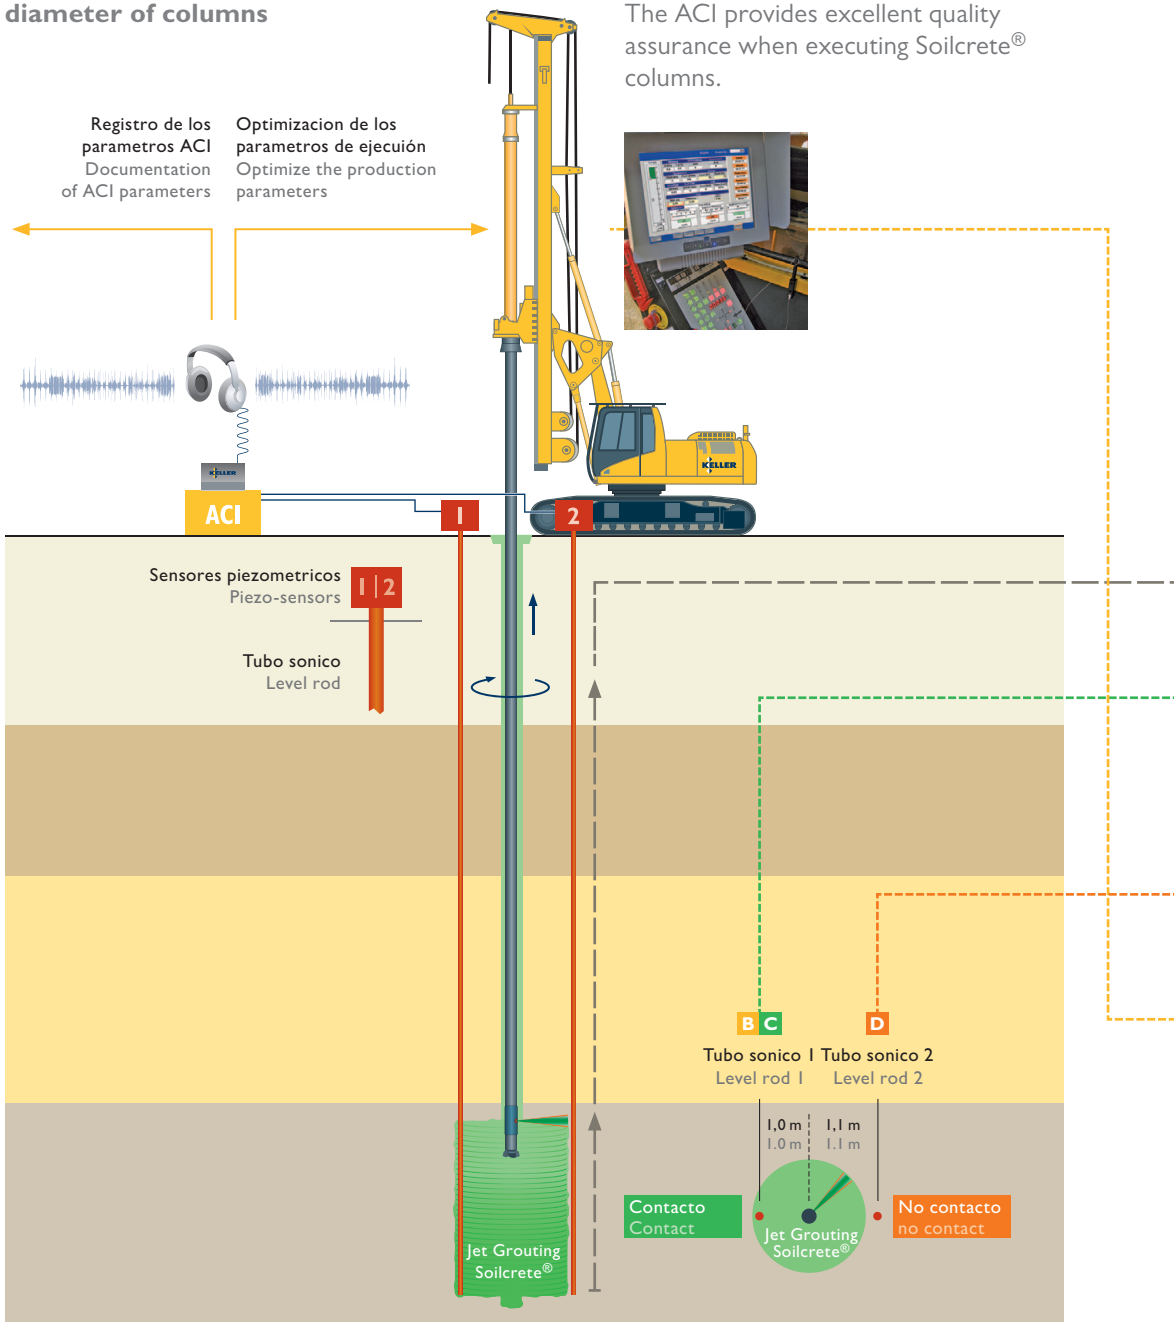 diameter of columns
The ACI provides excellent quality
assurance when executing Soilcrete®
columns.
Registro de los
parametros ACI
Documentation
of ACI parameters
Optimizacion de los
parametros de ejecuión
Optimize the production
parameters
KELLER
ACI
KELLER
1
2
Sensores piezometricos
Piezo-sensors
1 | 2
Tubo sonico
Level rod
B C
D
Tubo sonico 1
Level rod 1
Tubo sonico 2
Level rod 2
1,0 m
1.0 m
1,1 m
1.1 m
Contacto
Contact
No contacto
no contact
Jet Grouting
Soilcrete®
Jet Grouting
Soilcrete®